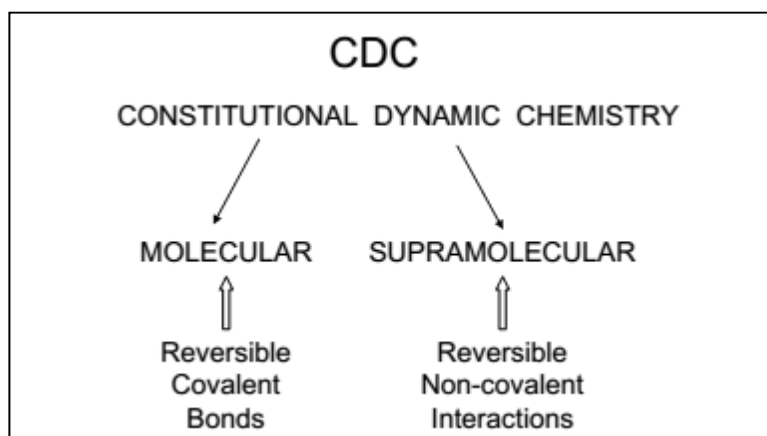 CDC
CONSTITUTIONAL DYNAMIC CHEMISTRY
MOLECULAR
SUPRAMOLECULAR
Reversible
Covalent
Bonds
Reversible
Non-covalent
Interactions